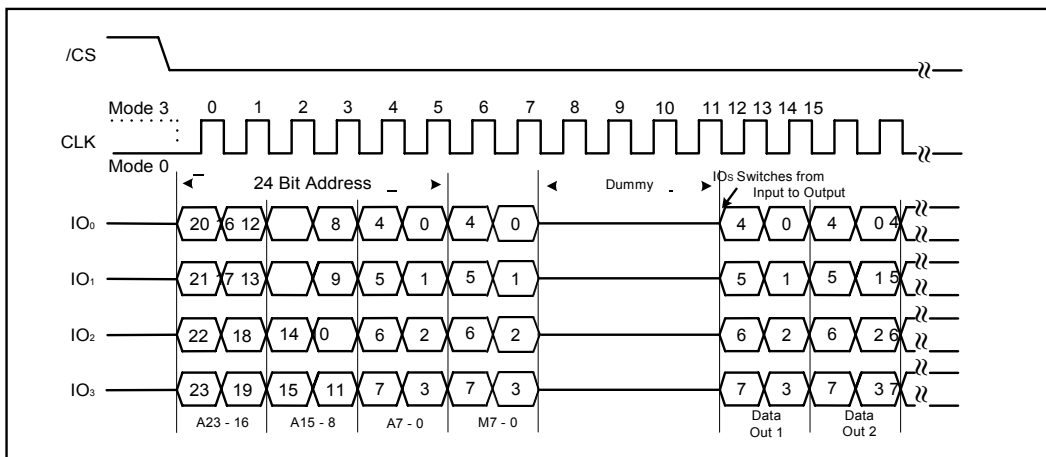 /CS
Mode 3 0 1 2 3 4 5 6 7 8 9 10 11 12 13 14 15
CLK
Mode 0
24 Bit Address Dummy IOs Switches from
Input to Output
IO0 20 16 12 8 4 0 4 0 4 0 4 0 4
IO1 21 17 13 9 5 1 5 1 5 1 5 1 5
IO2 22 18 14 0 6 2 6 2 6 2 6 2 6
IO3 23 19 15 11 7 3 7 3 7 3 7 3 7
A23 - 16 A15 - 8 A7 - 0 M7 - 0 Data Data
Out 1 Out 2